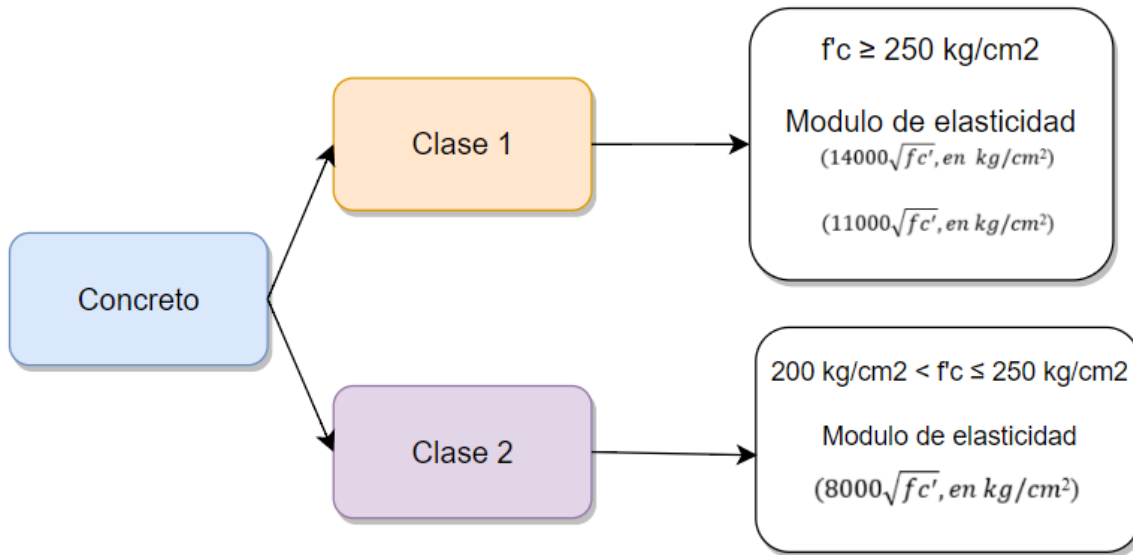 Concreto
Clase 1
f'c ≥ 250 kg/cm2
Modulo de elasticidad
(14000√fc′, en kg/cm²)
(11000√fc′, en kg/cm²)
Clase 2
200 kg/cm2 < f'c ≤ 250 kg/cm2
Modulo de elasticidad
(8000√fc′, en kg/cm²)